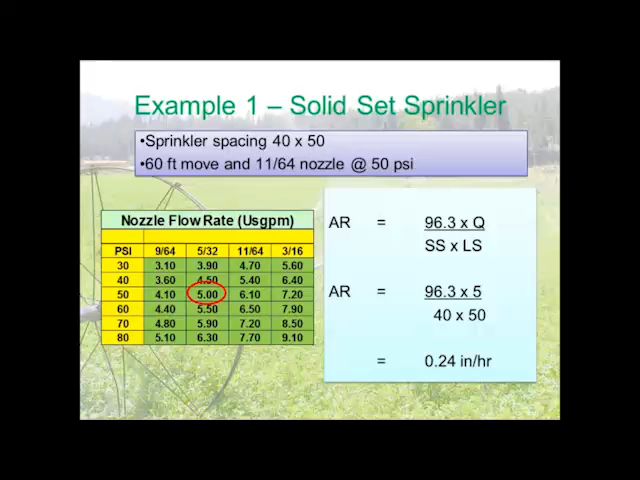 Example 1 – Solid Set Sprinkler
•Sprinkler spacing 40 x 50
•60 ft move and 11/64 nozzle @ 50 psi
Nozzle Flow Rate (Usgpm)
PSI 9/64 5/32 11/64 3/16
30 3.10 3.90 4.70 5.60
40 3.60 4.50 5.40 6.40
50 4.10 5.00 6.10 7.20
60 4.40 5.50 6.50 7.90
70 4.80 5.90 7.20 8.50
80 5.10 6.30 7.70 9.10
AR = 96.3 x Q
SS x LS
AR = 96.3 x 5
40 x 50
= 0.24 in/hr